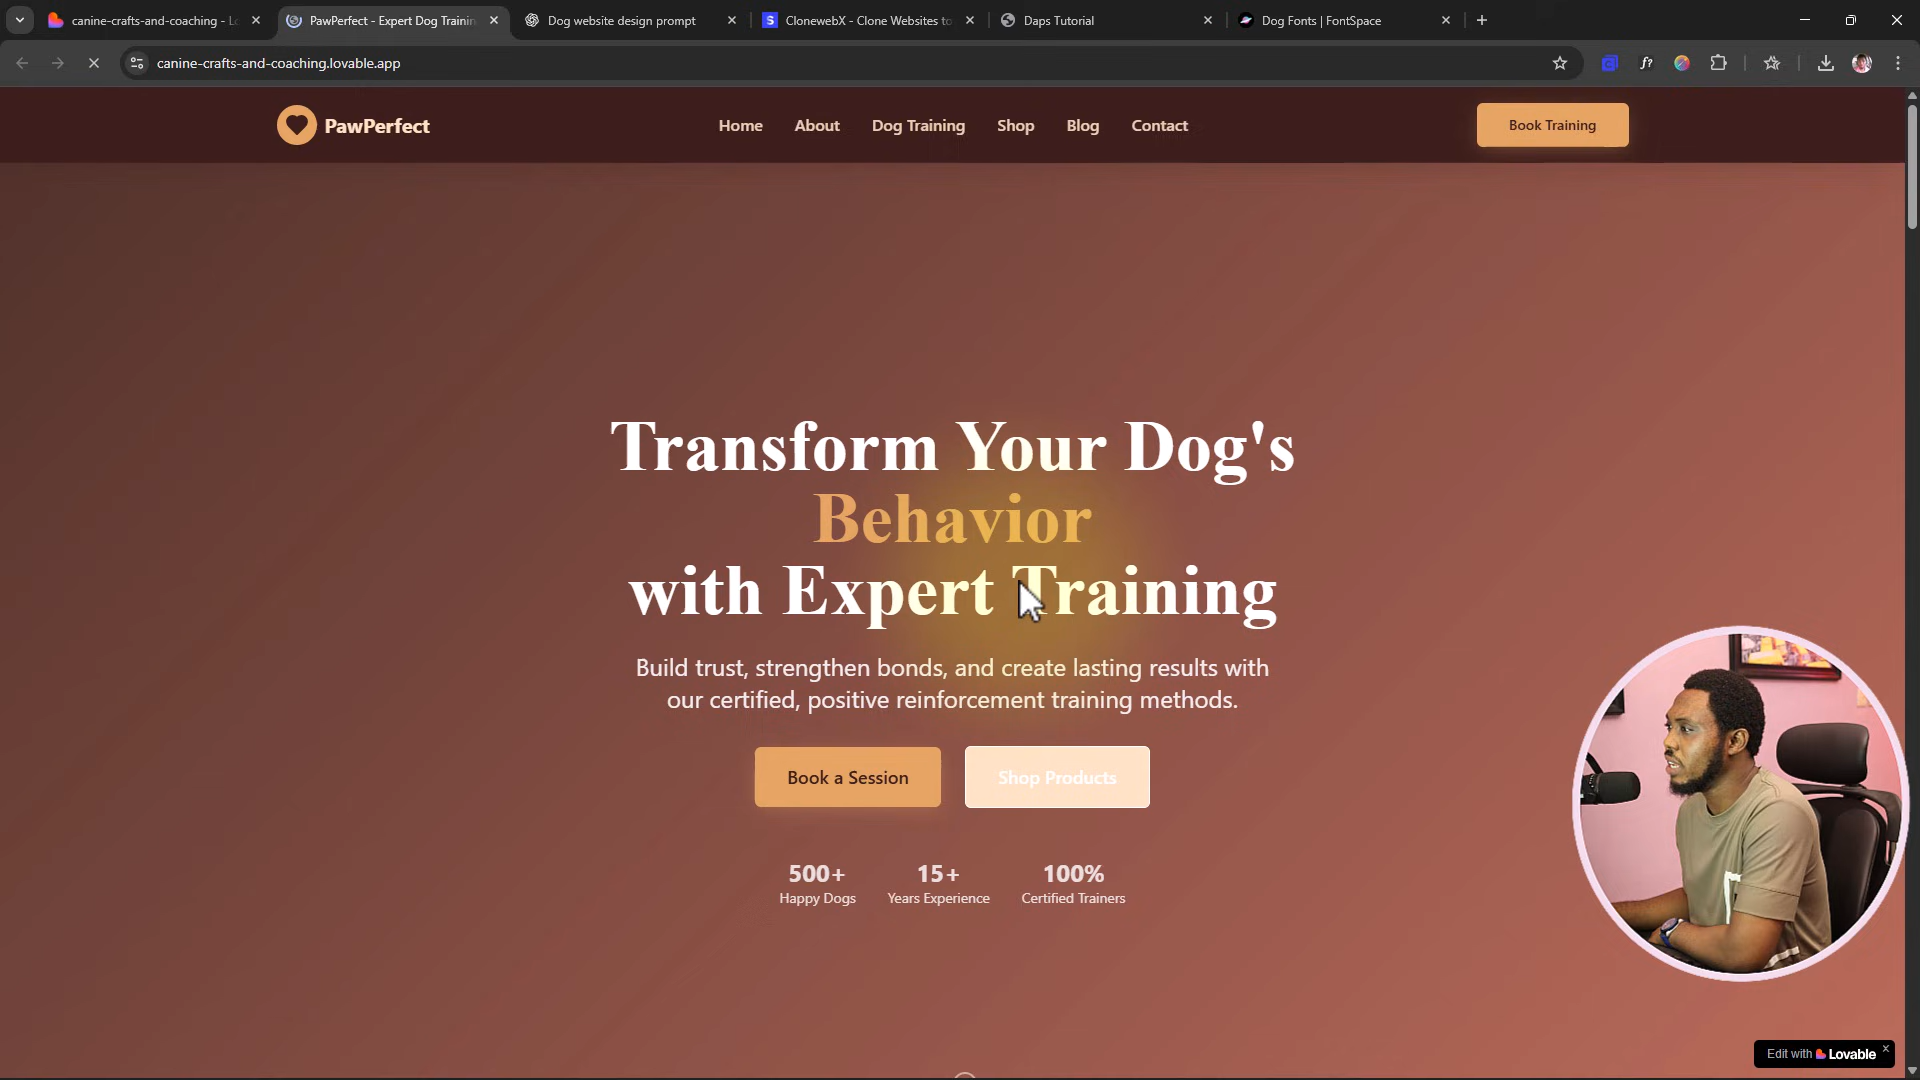 canine-crafts-and-coaching - Lo
PawPerfect - Expert Dog Trainin
Dog website design prompt
ClonewebX - Clone Websites to
Daps Tutorial
Dog Fonts | FontSpace
canine-crafts-and-coaching.lovable.app
PawPerfect
Home
About
Dog Training
Shop
Blog
Contact
Book Training
Transform Your Dog's
Behavior
with Expert Training
Build trust, strengthen bonds, and create lasting results with
our certified, positive reinforcement training methods.
Book a Session
Shop Products
500+
15+
100%
Happy Dogs
Years Experience
Certified Trainers
Edit with Lovable